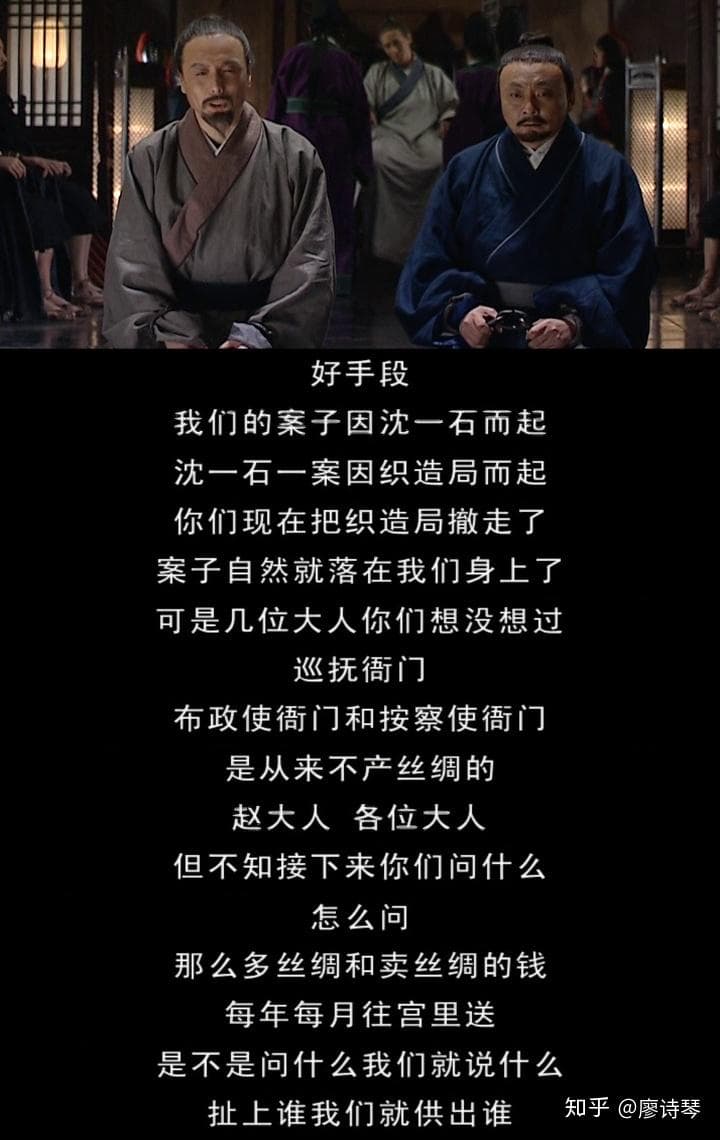 好手段
我们的案子因沈一石而起
沈一石一案因织造局而起
你们现在把织造局撤走了
案子自然就落在我们身上了
可是几位大人你们想没想过
巡抚衙门
布政使衙门和按察使衙门
是从来不产丝绸的
赵大人 各位大人
但不知接下来你们问什么
怎么问
那么多丝绸和卖丝绸的钱
每年每月往宫里送
是不是问什么我们就说什么
扯上谁我们就供出谁
知乎 @廖诗琴